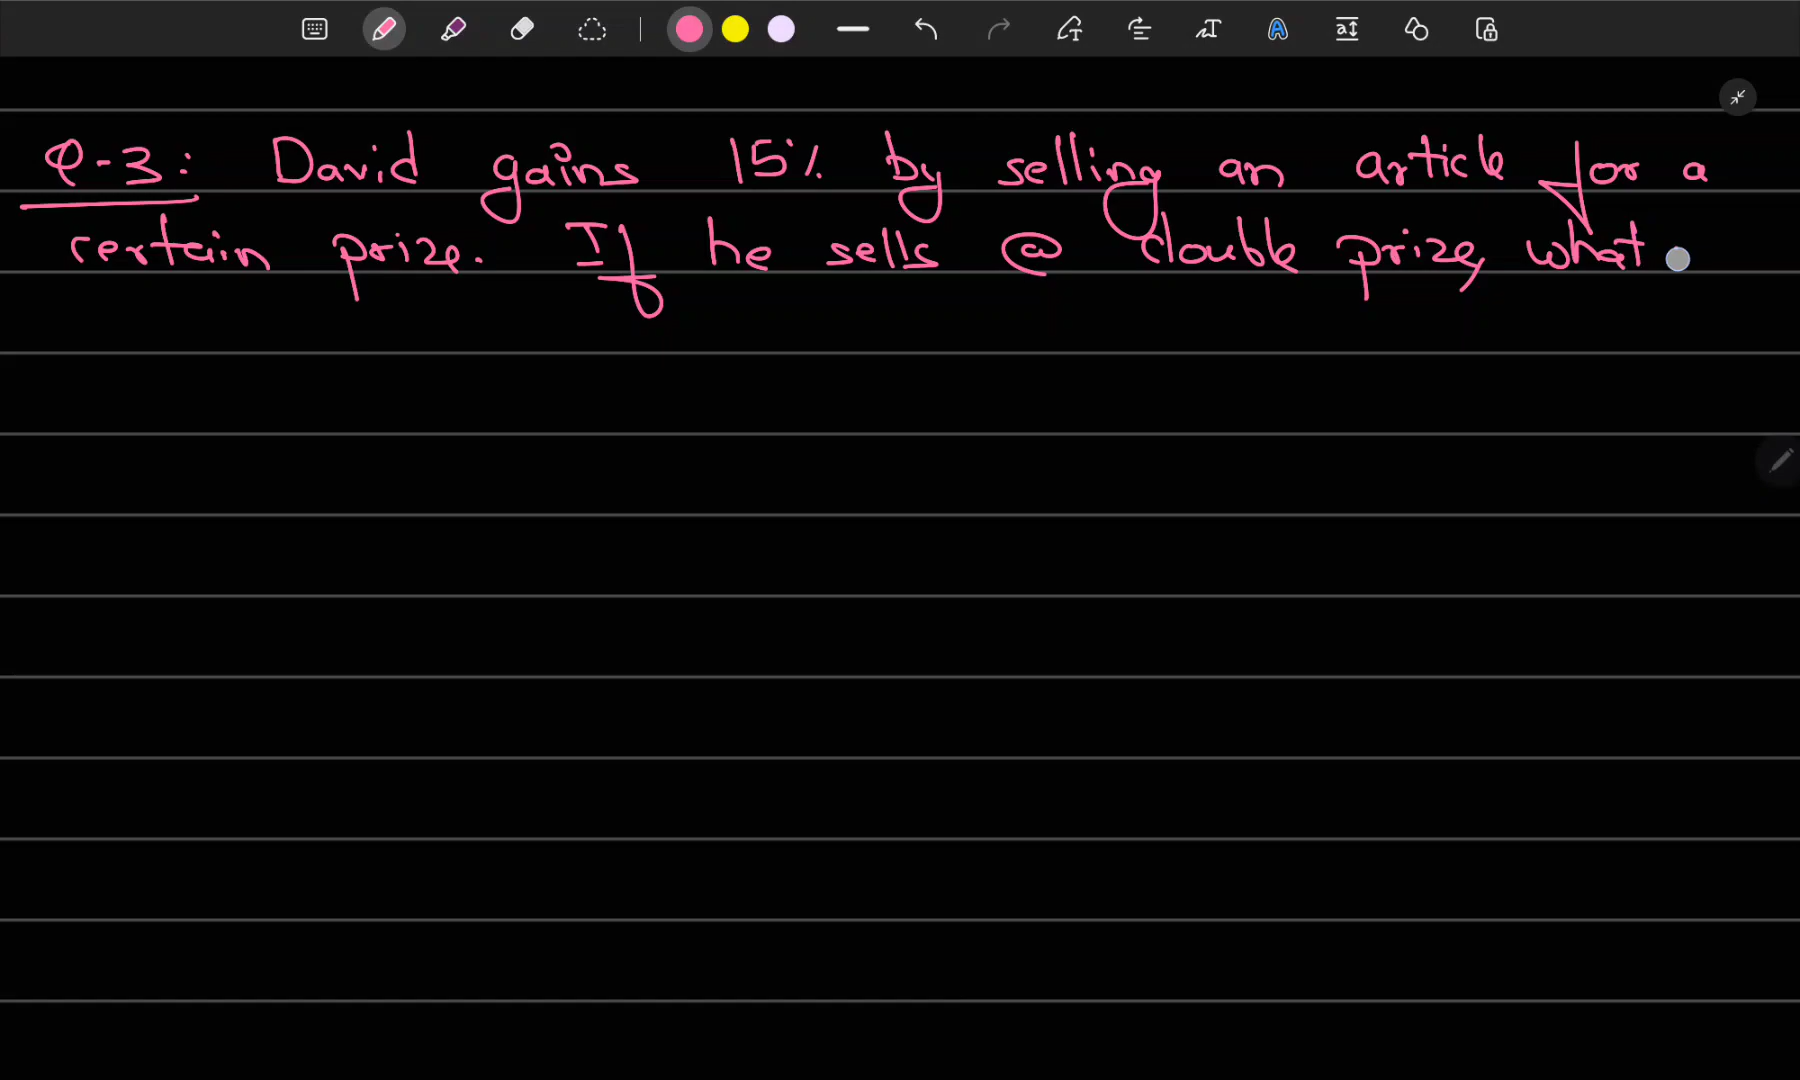 Q-3: David gains 15% by selling an article for a
certain prize. If he sells @ double prize, what